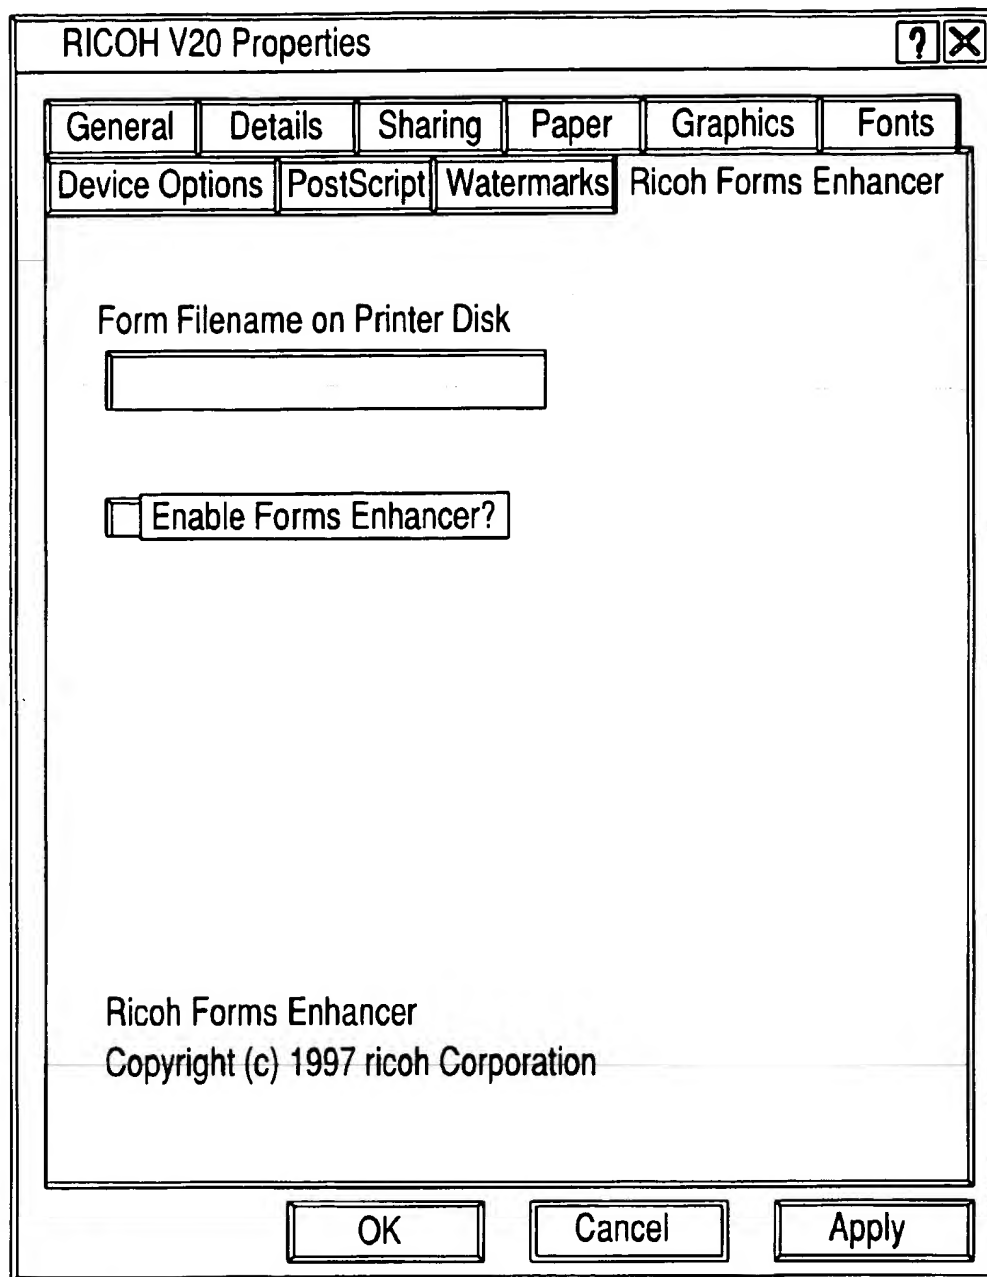 RICOH V20 Properties ?
General Details Sharing Paper Graphics Fonts
Device Options PostScript Watermarks Ricoh Forms Enhancer
Form Filename on Printer Disk
Enable Forms Enhancer?
Ricoh Forms Enhancer
Copyright (c) 1997 ricoh Corporation
OK Cancel Apply